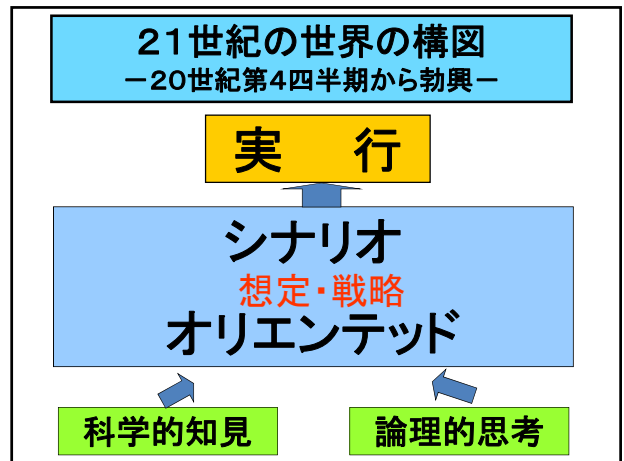 21世紀の世界の構図
－20世紀第4四半期から勃興－
実　行
シナリオ
想定・戦略
オリエンテッド
科学的知見
論理的思考